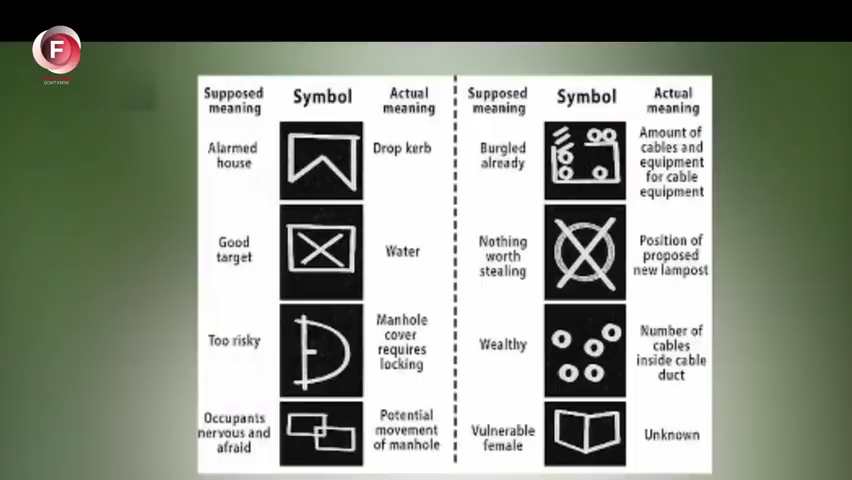 F
DON'T KNOW
Supposed meaning Symbol Actual meaning
Alarmed house Drop kerb
Good target Water
Too risky Manhole cover requires locking
Occupants nervous and afraid Potential movement of manhole
Supposed meaning Symbol Actual meaning
Burgled already Amount of cables and equipment for cable equipment
Nothing worth stealing Position of proposed new lampost
Wealthy Number of cables inside cable duct
Vulnerable female Unknown